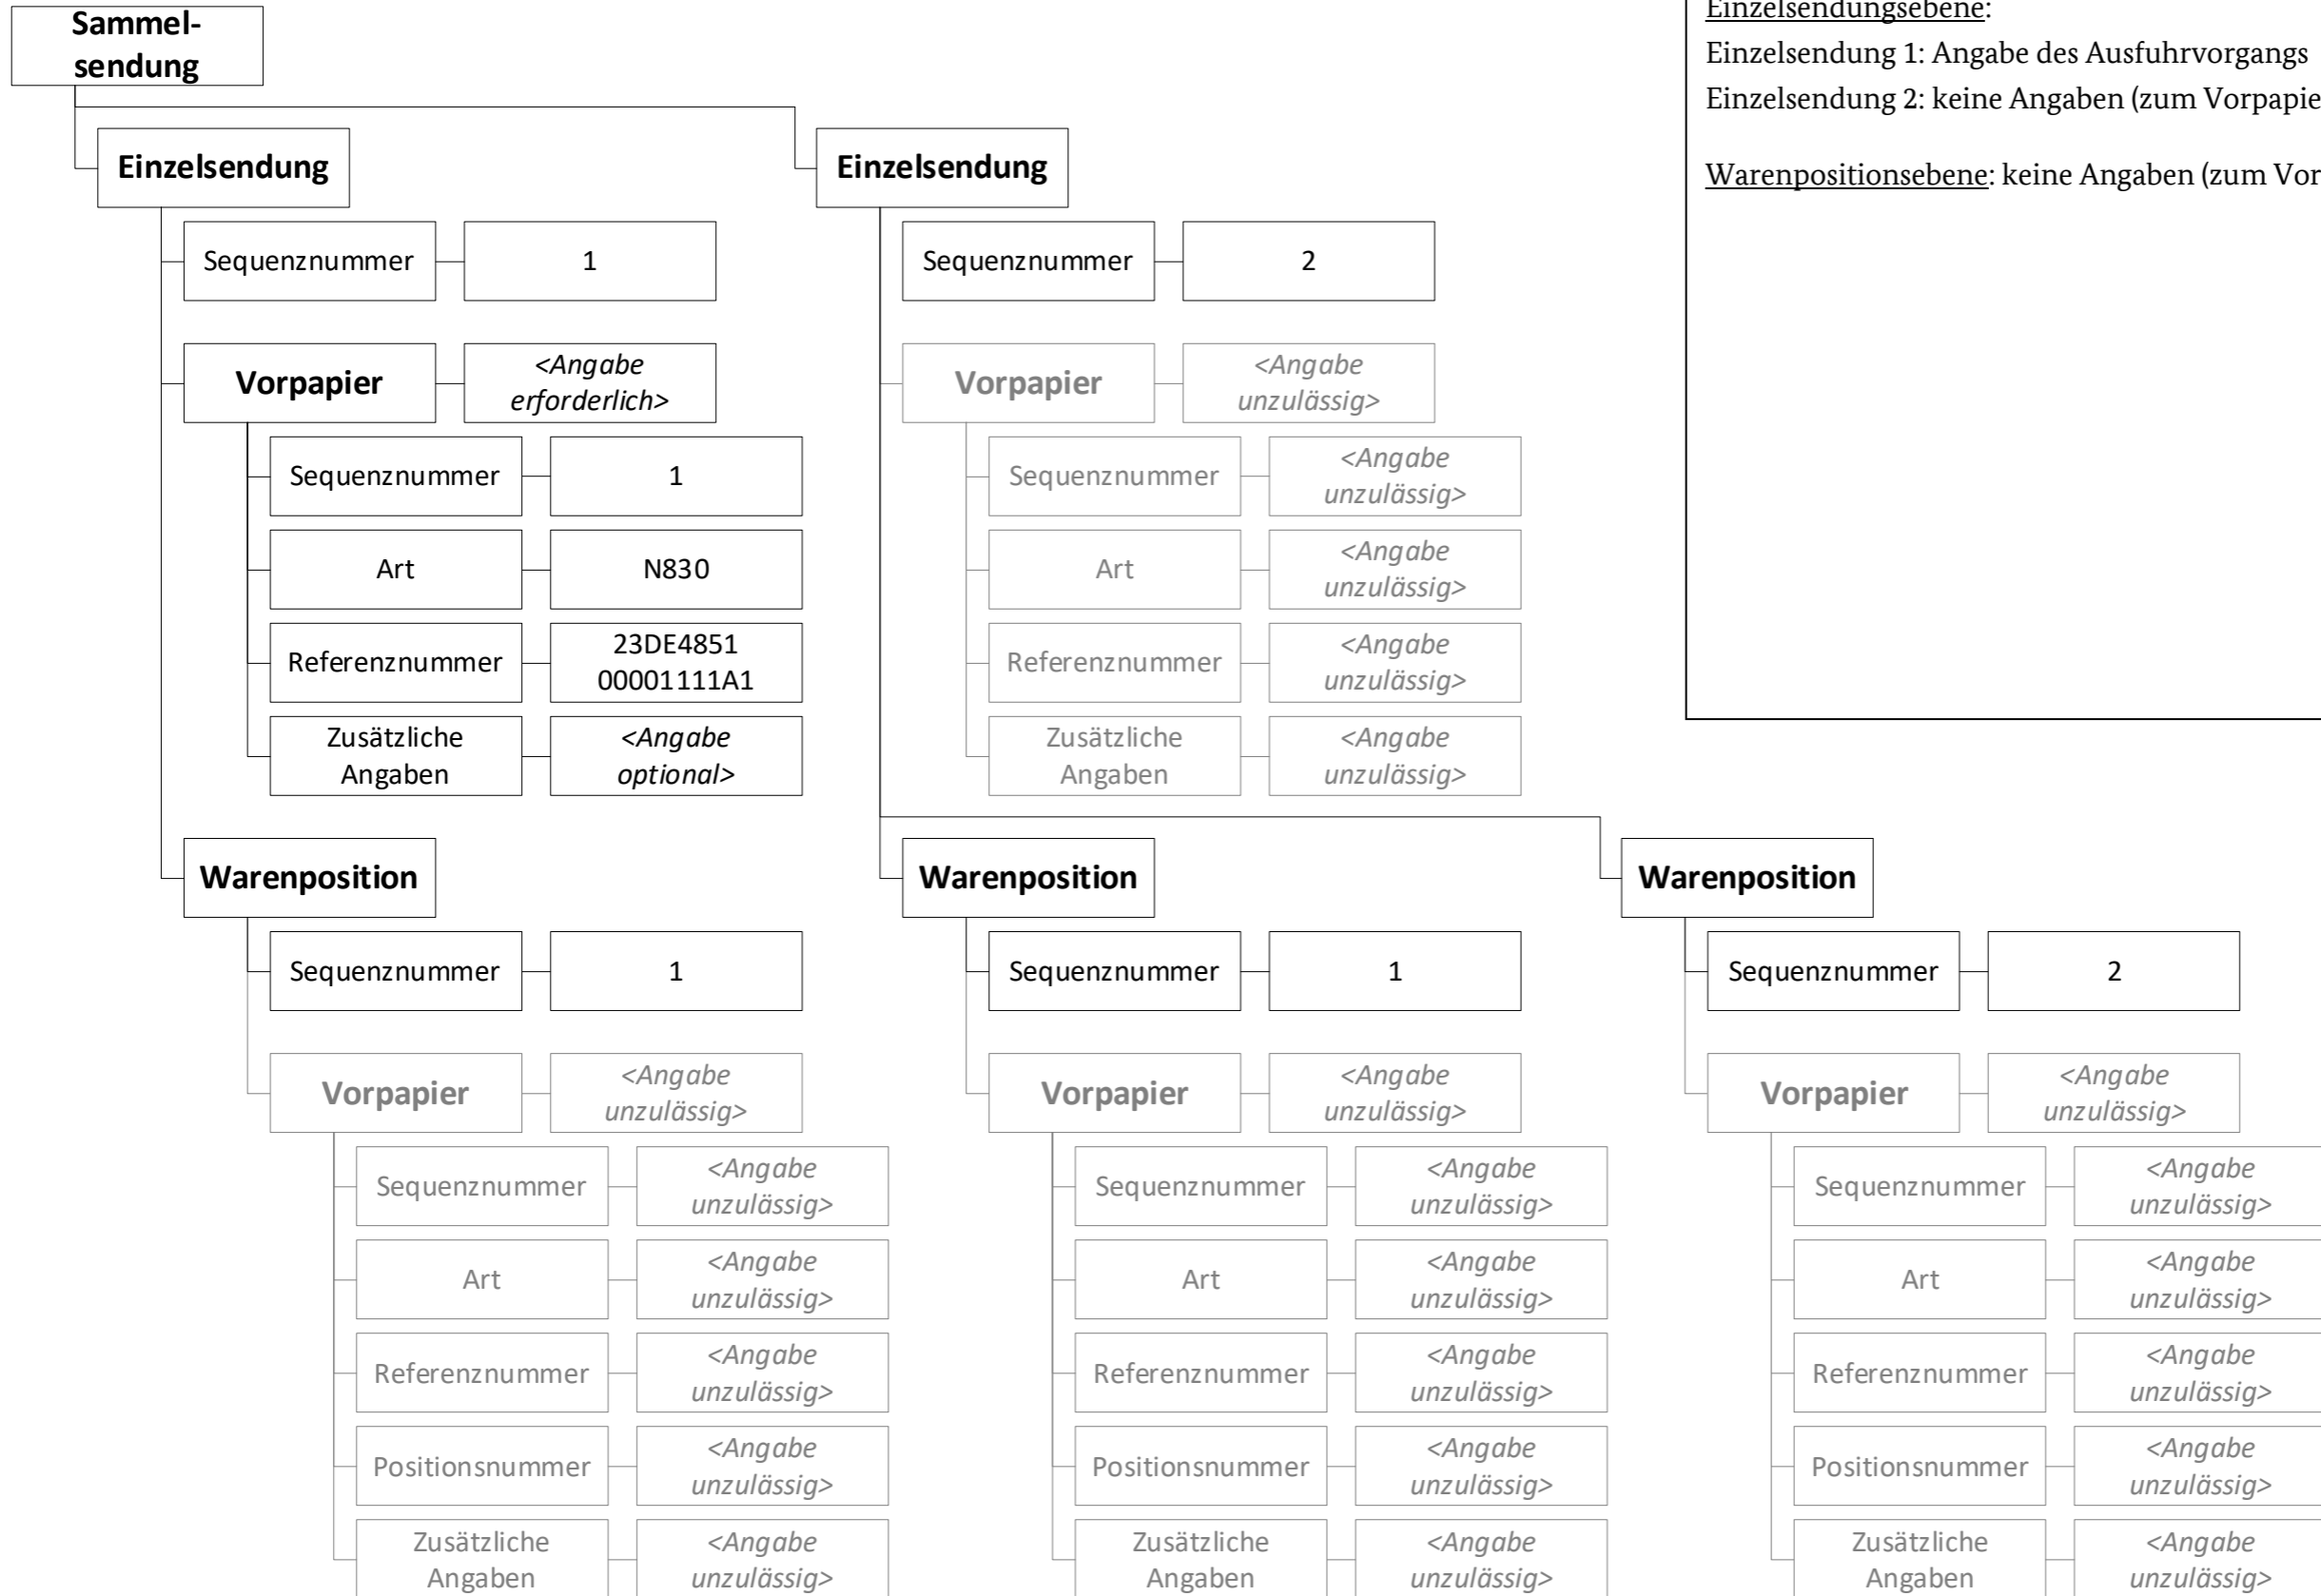 Sammel-
sendung
Einzelsendungsebene:
Einzelsendung 1: Angabe des Ausfuhrvorgangs
Einzelsendung 2: keine Angaben (zum
Warenpositionsebene: keine Angaben (zum
Einzelsendung
Einzelsendung
Sequenznummer
1
Sequenznummer
2
Vorpapier
<Angabe
erforderlich>
Vorpapier
<Angabe
unzulässig>
Sequenznummer
1
Sequenznummer
<Angabe
unzulässig>
Art
N830
Art
<Angabe
unzulässig>
Referenznummer
23DE4851
00001111A1
Referenznummer
<Angabe
unzulässig>
Zusätzliche
Angaben
<Angabe
optional>
Zusätzliche
Angaben
<Angabe
unzulässig>
Warenposition
Warenposition
Warenposition
Sequenznummer
1
Sequenznummer
1
Sequenznummer
2
Vorpapier
<Angabe
unzulässig>
Vorpapier
<Angabe
unzulässig>
Vorpapier
<Angabe
unzulässig>
Sequenznummer
<Angabe
unzulässig>
Sequenznummer
<Angabe
unzulässig>
Sequenznummer
<Angabe
unzulässig>
Art
<Angabe
unzulässig>
Art
<Angabe
unzulässig>
Art
<Angabe
unzulässig>
Referenznummer
<Angabe
unzulässig>
Referenznummer
<Angabe
unzulässig>
Referenznummer
<Angabe
unzulässig>
Positionsnummer
<Angabe
unzulässig>
Positionsnummer
<Angabe
unzulässig>
Positionsnummer
<Angabe
unzulässig>
Zusätzliche
Angaben
<Angabe
unzulässig>
Zusätzliche
Angaben
<Angabe
unzulässig>
Zusätzliche
Angaben
<Angabe
unzulässig>